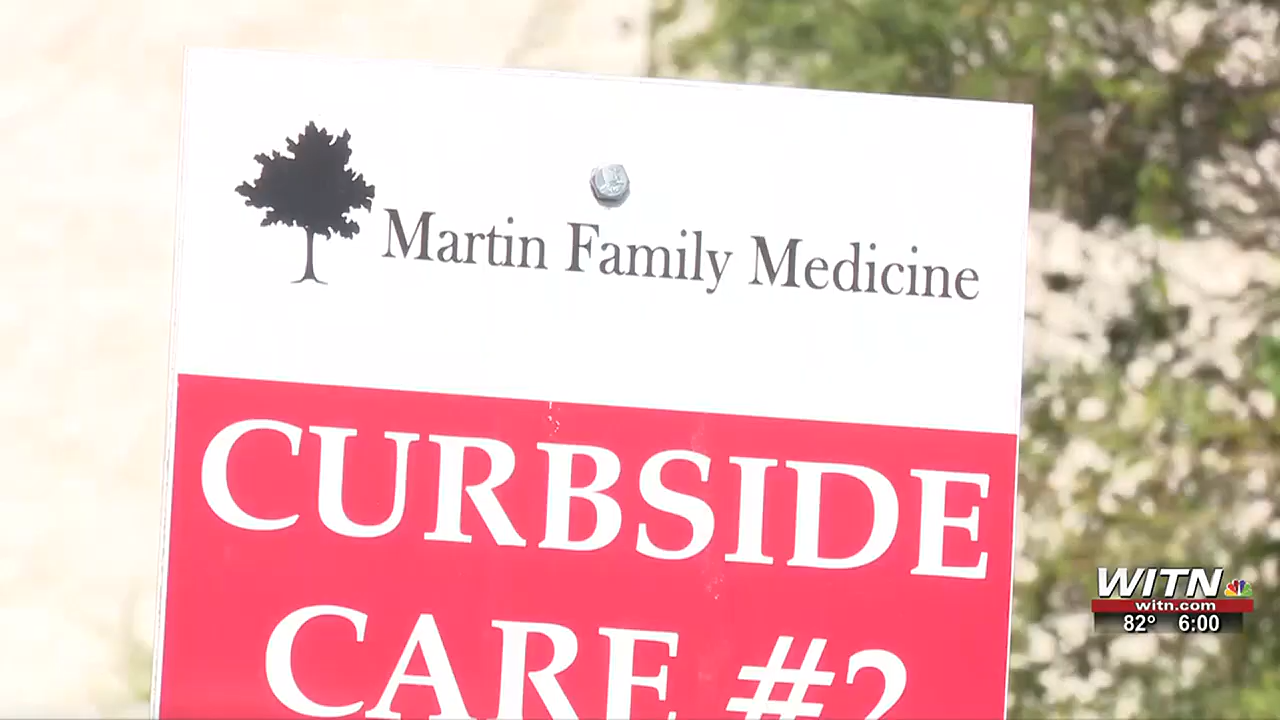 Martin Family Medicine
CURBSIDE
CARE #2
WITN
witn.com
82° 6:00